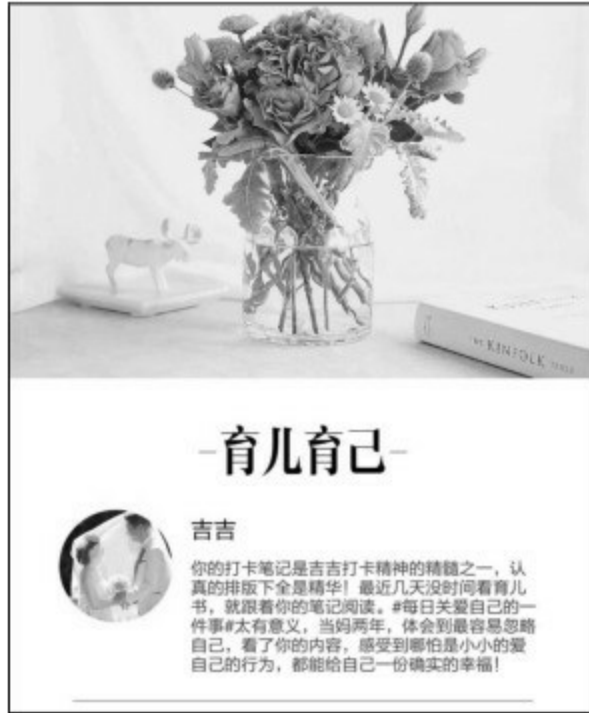 THE KINFOLK TABLE
-育儿育己-
吉吉
你的打卡笔记是吉吉打卡精神的精髓之一，认
真的排版下全是精华！最近几天没时间看育儿
书，就跟着你的笔记阅读。#每日关爱自己的一
件事#太有意义，当妈两年，体会到最容易忽略
自己，看了你的内容，感受到哪怕是小小的爱
自己的行为，都能给自己一份确实的幸福！